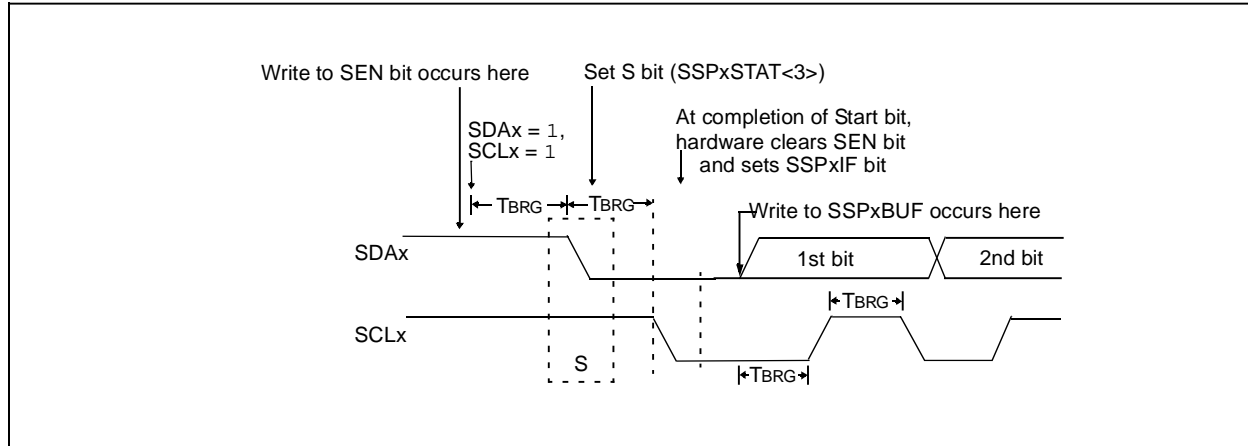 Write to SEN bit occurs here
Set S bit (SSPxSTAT<3>)
SDAx = 1,
SCLx = 1
At completion of Start bit,
hardware clears SEN bit
and sets SSPxIF bit
TBRG
TBRG
Write to SSPxBUF occurs here
SDAx
1st bit
2nd bit
TBRG
SCLx
S
TBRG